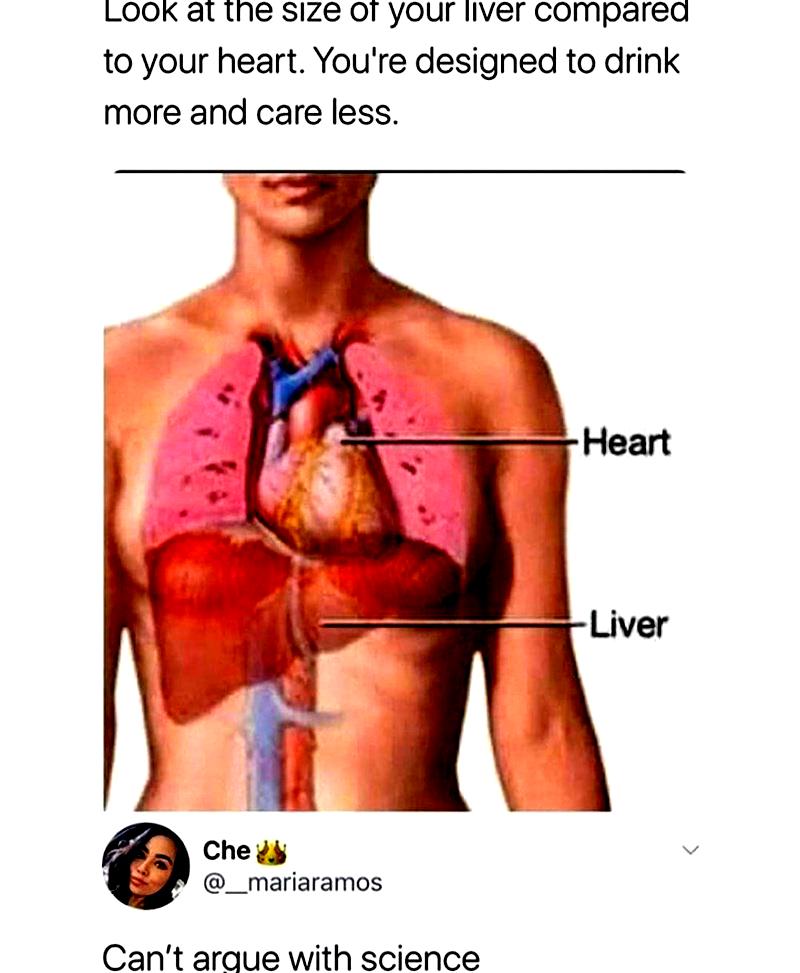 Look at the size of your liver compared
to your heart. You're designed to drink
more and care less.
Heart
Liver
Che
@__mariaramos
Can't argue with science